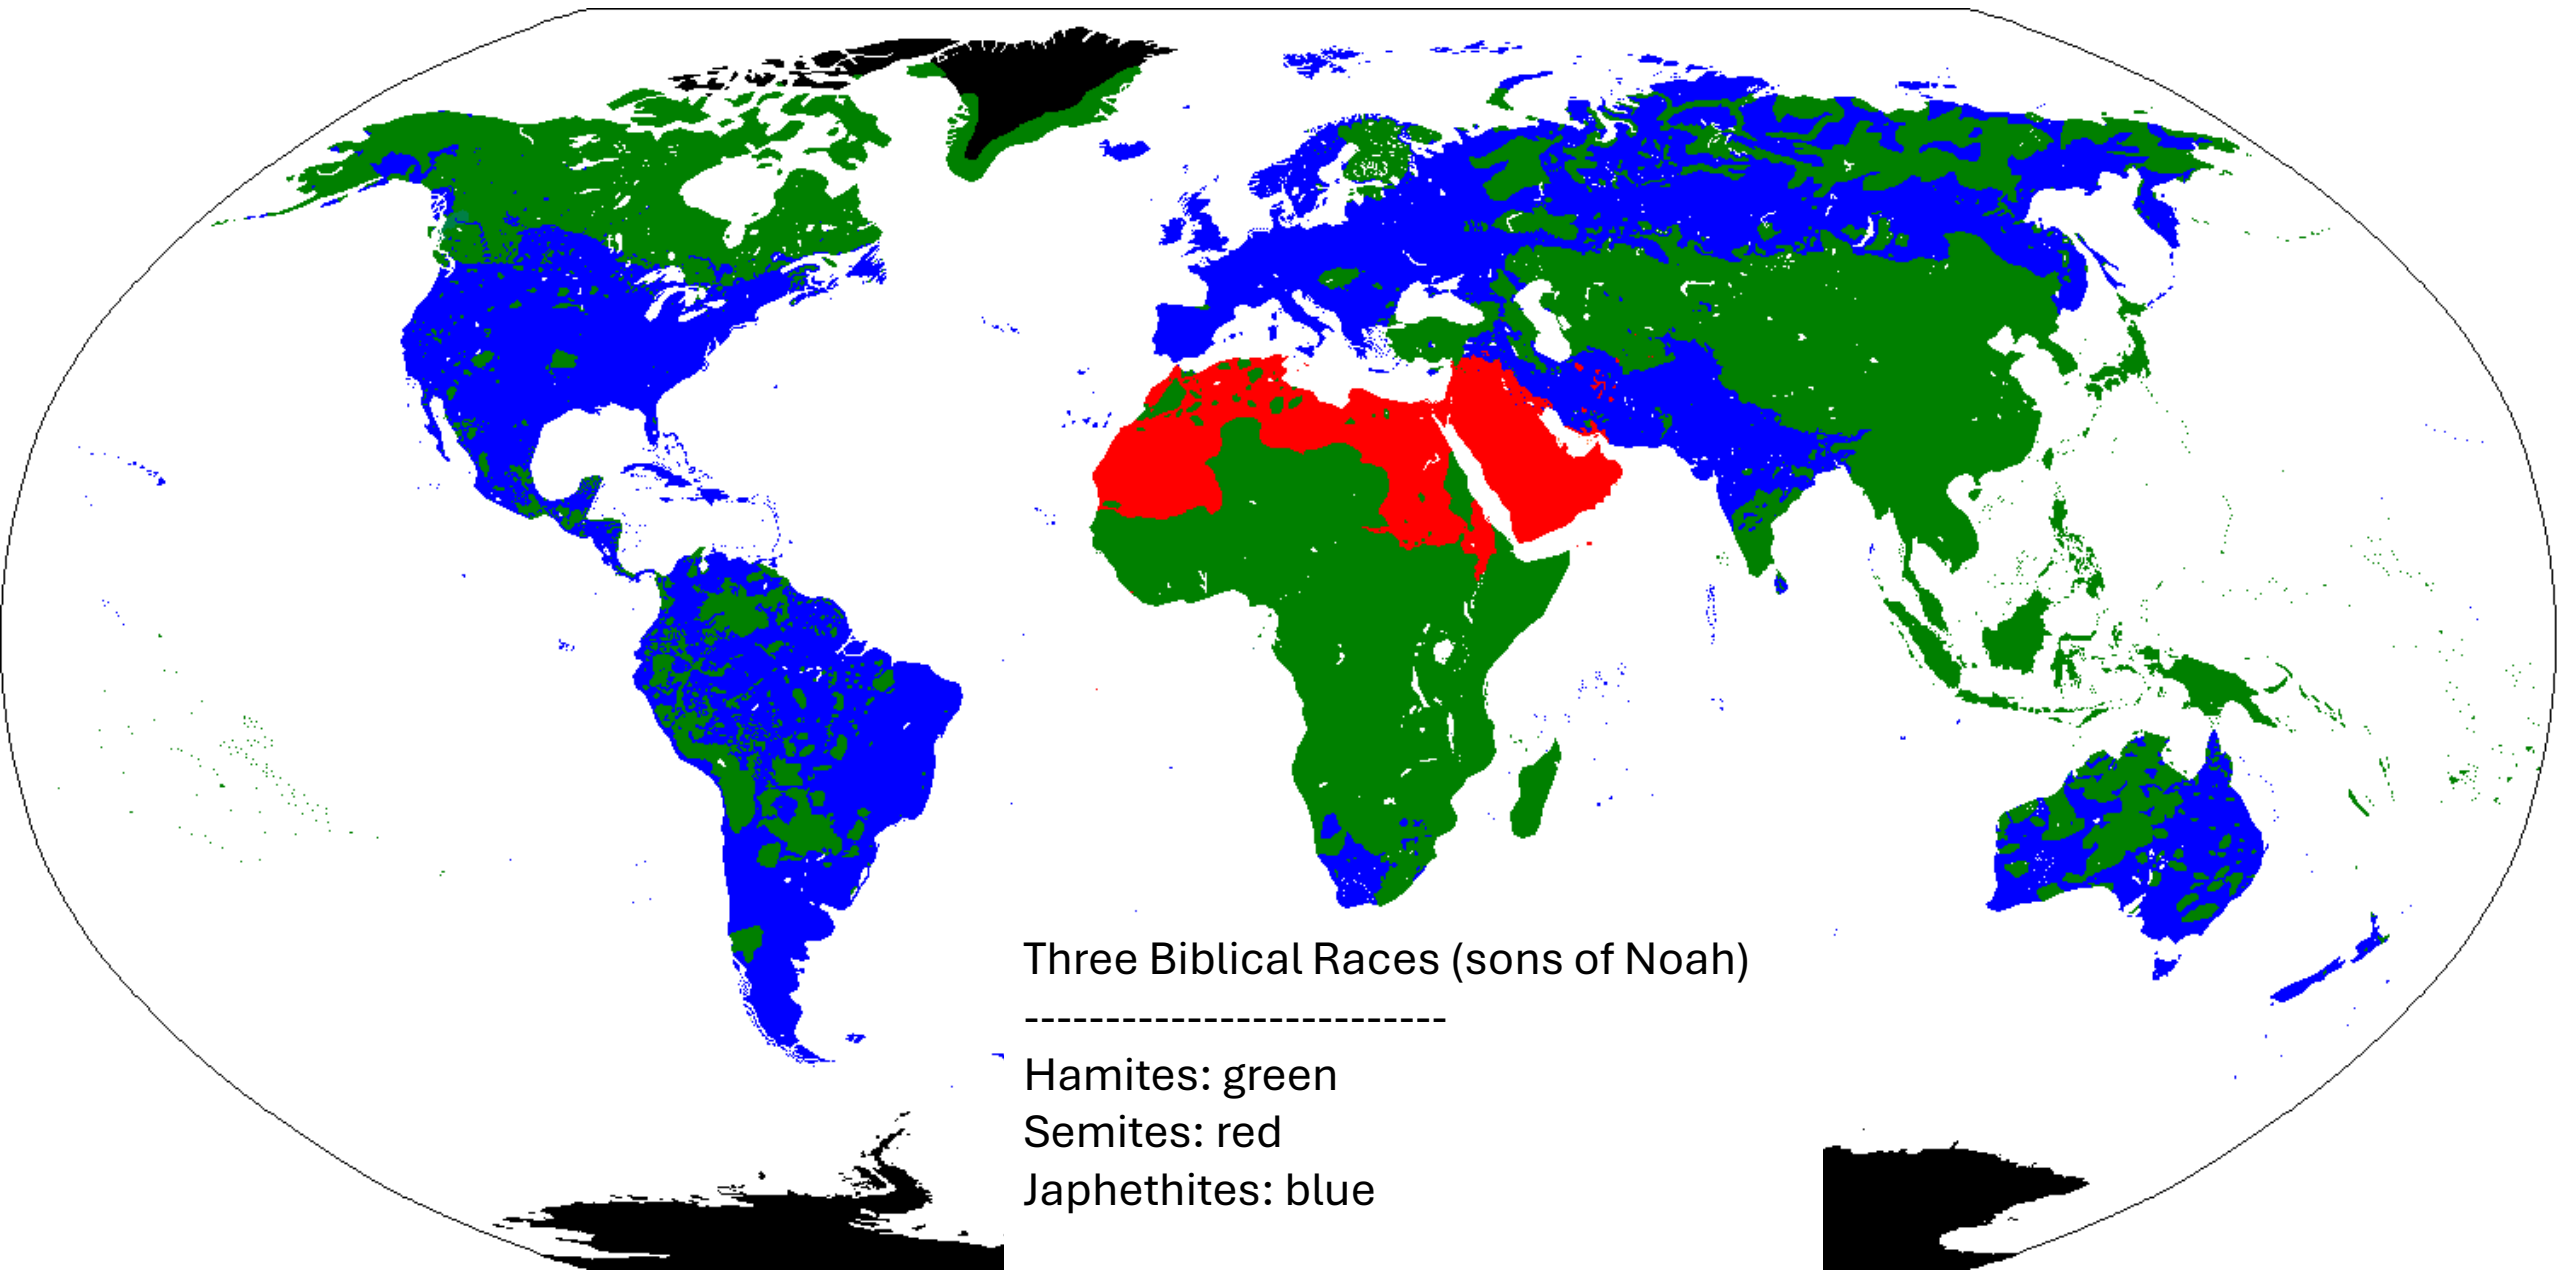 Three Biblical Races (sons of Noah)
--------------------------
Hamites: green
Semites: red
Japhethites: blue